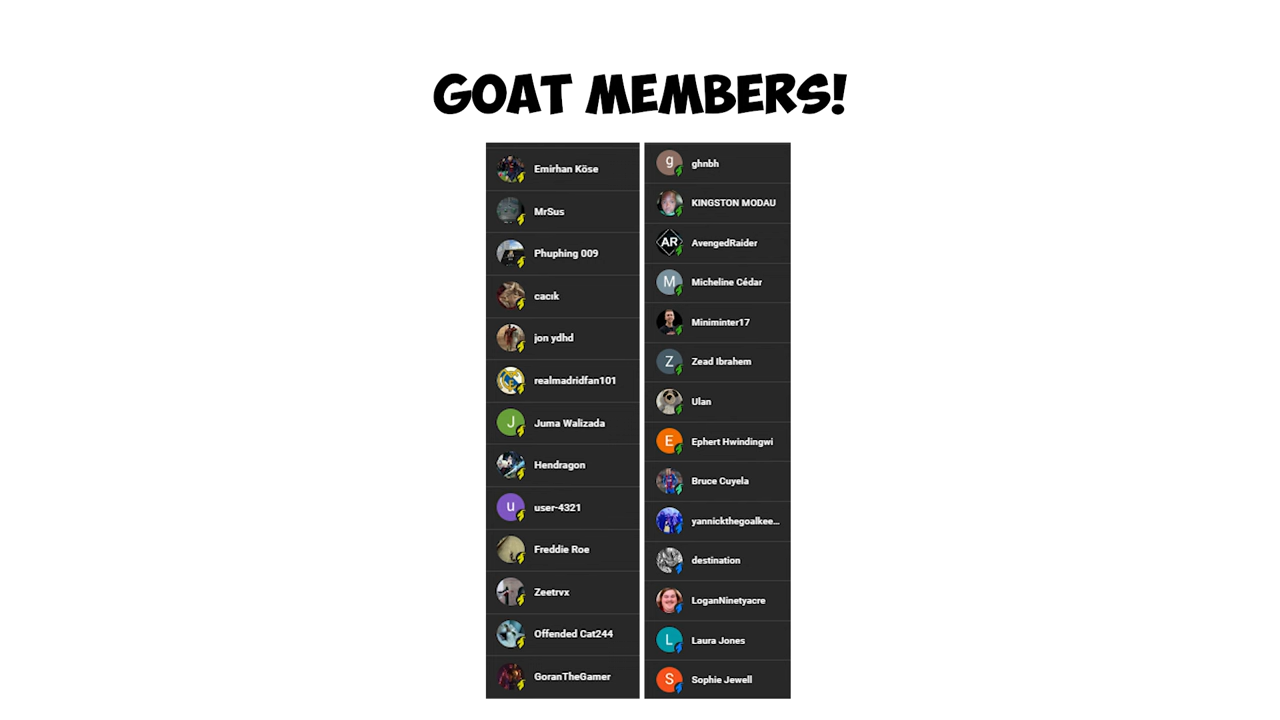 GOAT MEMBERS!
Emirhan Köse
MrSus
Phuphing 009
cacık
jon ydhd
realmadridfan101
J
Juma Walizada
Hendragon
u
user-4321
Freddie Roe
Zeetrvx
Offended Cat244
GoranTheGamer
g
ghnbh
KINGSTON MODAU
AR
AvengedRaider
M
Micheline Cédar
Miniminter17
Z
Zead Ibrahem
Ulan
E
Ephert Hwindingwi
Bruce Cuyela
yannickthegoalkee...
destination
LoganNinetyacre
L
Laura Jones
S
Sophie Jewell